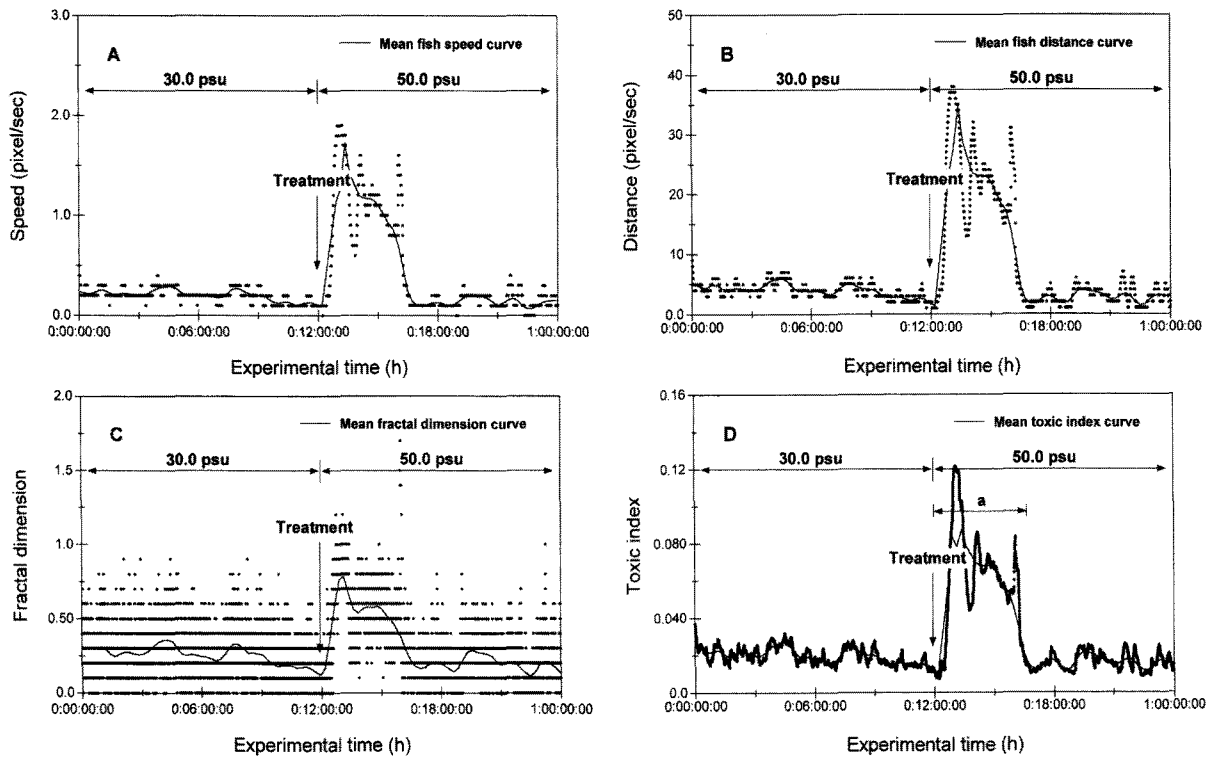 3.0
A
Mean fish speed curve
30.0 psu
50.0 psu
2.0
Treatment
1.0
0.0
Speed (pixel/sec)
0:00:00:00
0:06:00:00
0:12:00:00
0:18:00:00
1:00:00:00
Experimental time (h)
50
B
Mean fish distance curve
40
30.0 psu
50.0 psu
30
Treatment
20
10
0
Distance (pixel/sec)
0:00:00:00
0:06:00:00
0:12:00:00
0:18:00:00
1:00:00:00
Experimental time (h)
2.0
C
Mean fractal dimension curve
1.5
30.0 psu
50.0 psu
Treatment
1.0
0.50
0.0
Fractal dimension
0:00:00:00
0:06:00:00
0:12:00:00
0:18:00:00
1:00:00:00
Experimental time (h)
0.16
D
Mean toxic index curve
0.12
30.0 psu
50.0 psu
a
0.080
Treatment
0.040
0.0
Toxic index
0:00:00:00
0:06:00:00
0:12:00:00
0:18:00:00
1:00:00:00
Experimental time (h)